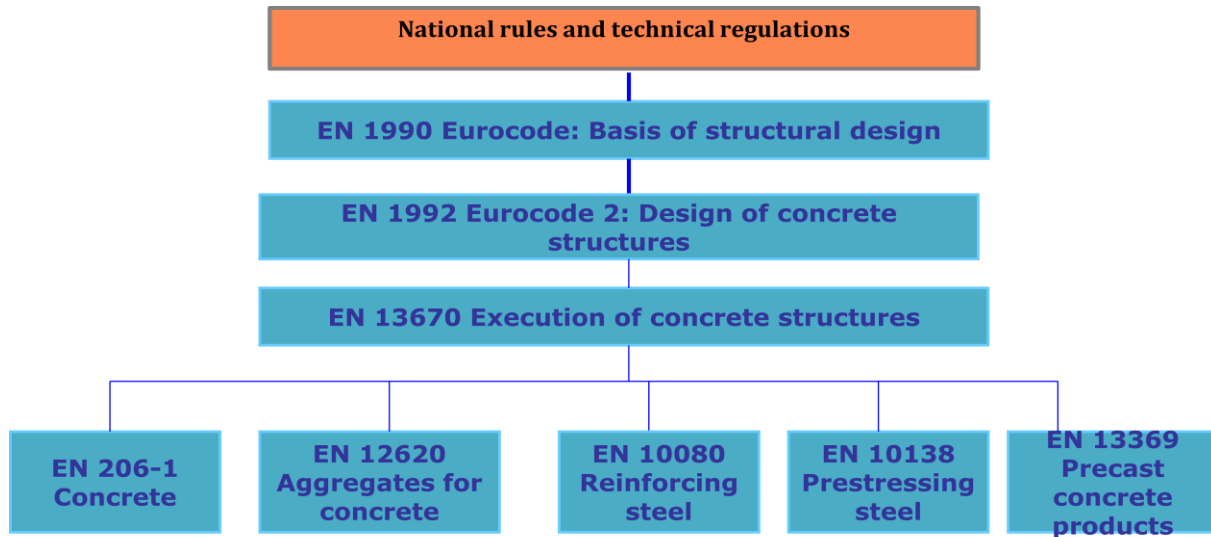 National rules and technical regulations
EN 1990 Eurocode: Basis of structural design
EN 1992 Eurocode 2: Design of concrete
structures
EN 13670 Execution of concrete structures
EN 206-1
Concrete
EN 12620
Aggregates for
concrete
EN 10080
Reinforcing
steel
EN 10138
Prestressing
steel
EN 13369
Precast
concrete
products